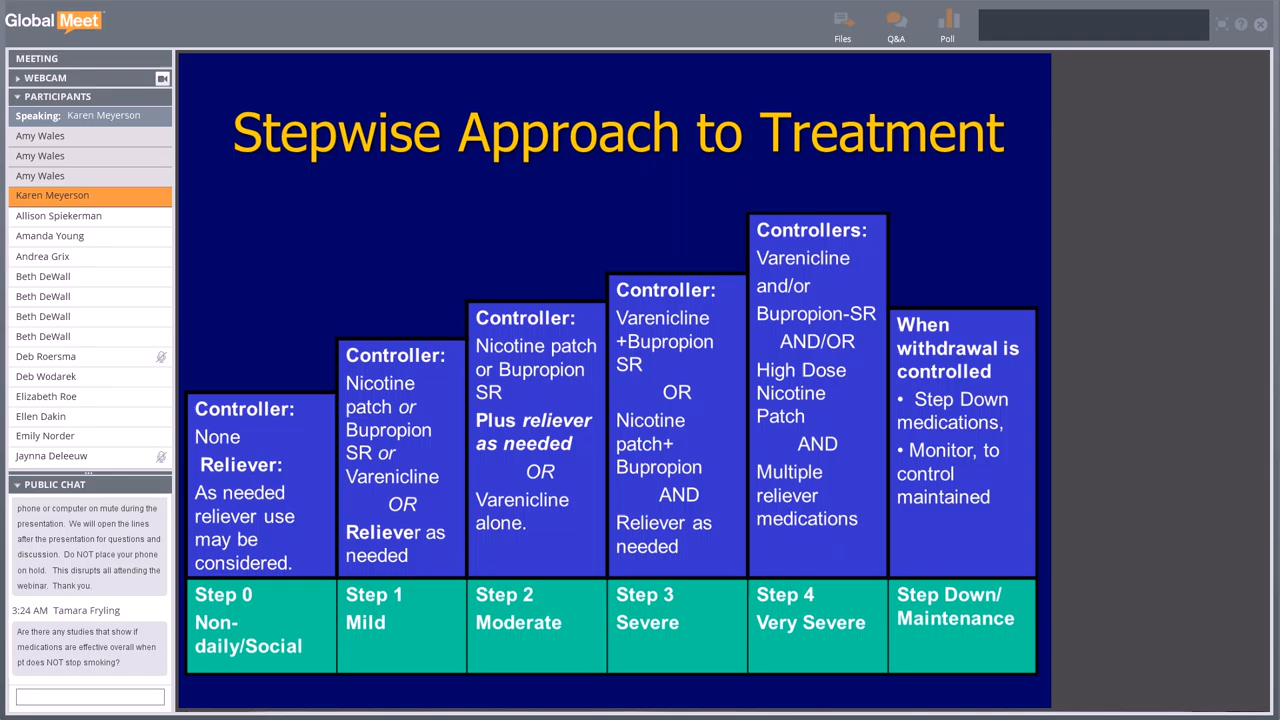 Global Meet
Files
Q&A
Poll
MEETING
WEBCAM
PARTICIPANTS
Speaking: Karen Meyerson
Amy Wales
Amy Wales
Amy Wales
Karen Meyerson
Allison Spiekerman
Amanda Young
Andrea Grix
Beth DeWall
Beth DeWall
Beth DeWall
Beth DeWall
Deb Roersma
Deb Wodarek
Elizabeth Roe
Ellen Dakin
Emily Norder
Jaynna Deleeuw
PUBLIC CHAT
phone or computer on mute during the
presentation. We will open the lines
after the presentation for questions and
discussion. Do NOT place your phone
on hold. This disrupts all attending the
webinar. Thank you.
3:24 AM Tamara Fryling
Are there any studies that show if
medications are effective overall when
pt does NOT stop smoking?
Stepwise Approach to Treatment
Controller:
None
Reliever:
As needed
reliever use
may be
considered.
Step 0
Non-
daily/Social
Controller:
Nicotine
patch or
Bupropion
SR or
Varenicline
OR
Reliever as
needed
Step 1
Mild
Controller:
Nicotine patch
or Bupropion
SR
Plus reliever
as needed
OR
Varenicline
alone.
Step 2
Moderate
Controller:
Varenicline
+Bupropion
SR
OR
Nicotine
patch+
Bupropion
AND
Reliever as
needed
Step 3
Severe
Controllers:
Varenicline
and/or
Bupropion-SR
AND/OR
High Dose
Nicotine
Patch
AND
Multiple
reliever
medications
Step 4
Very Severe
When
withdrawal is
controlled
• Step Down
medications,
• Monitor, to
control
maintained
Step Down/
Maintenance